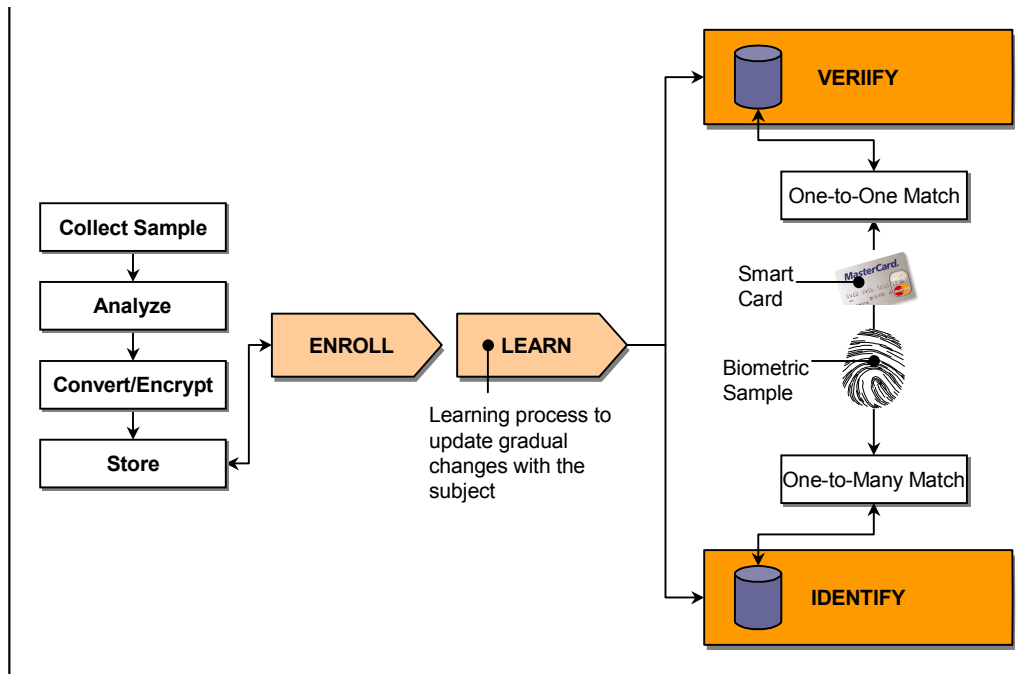 VERIIFY
One-to-One Match
Collect Sample
Smart
Card
MasterCard.
Analyze
ENROLL
LEARN
Biometric
Sample
Convert/Encrypt
Learning process to
update gradual
changes with the
subject
Store
One-to-Many Match
IDENTIFY